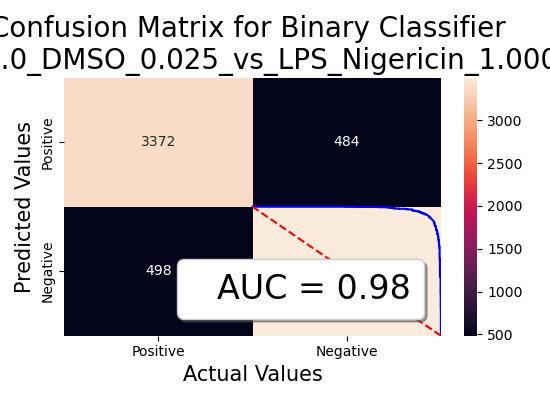 Confusion Matrix for Binary Classifier
.0_DMSO_0.025_vs_LPS_Nigericin_1.000
Predicted Values
Positive
Negative
3372
484
498
AUC = 0.98
Positive
Negative
Actual Values
3000
2500
2000
1500
1000
500